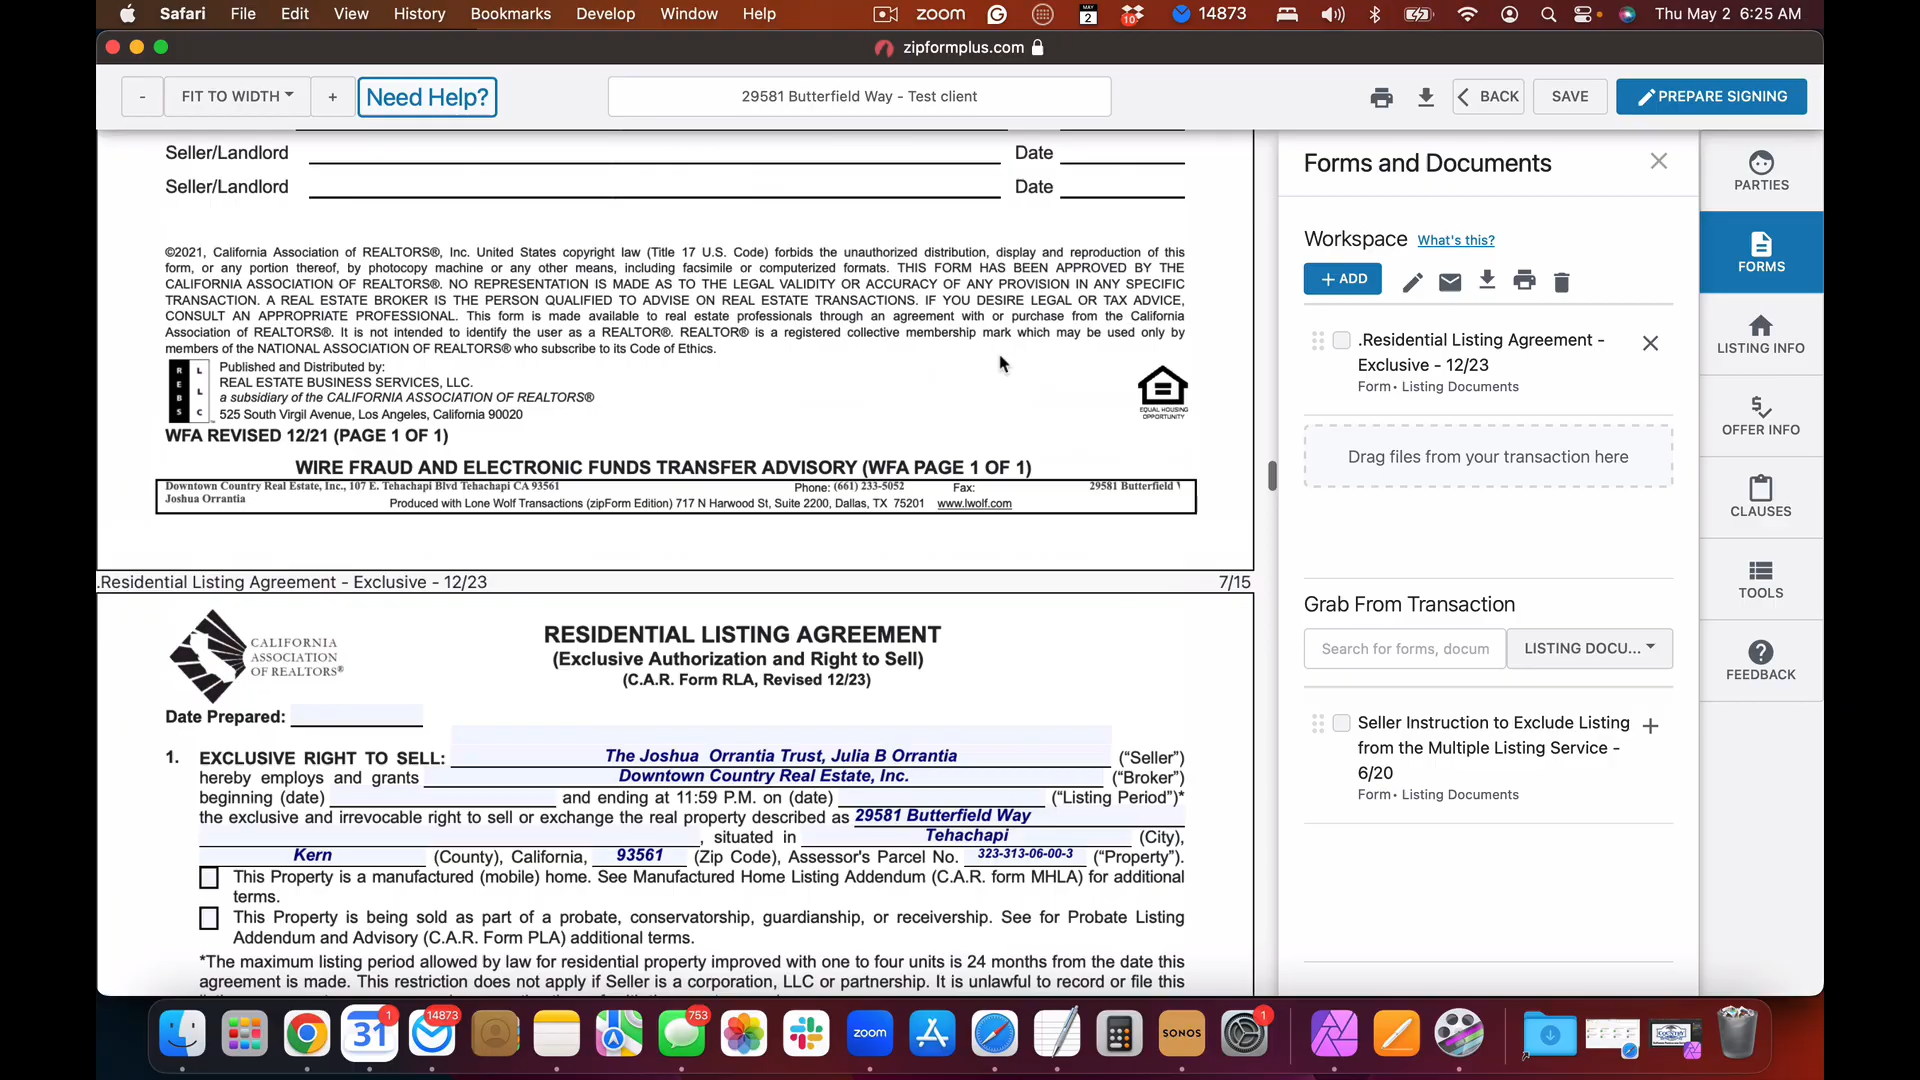 Safari File Edit View History Bookmarks Develop Window Help zoom MAY 2 10 14873 Thu May 2 6:25 AM
zipformplus.com
- FIT TO WIDTH + Need Help? 29581 Butterfield Way - Test client BACK SAVE PREPARE SIGNING
Seller/Landlord Date
Seller/Landlord Date
©2021, California Association of REALTORS®, Inc. United States copyright law (Title 17 U.S. Code) forbids the unauthorized distribution, display and reproduction of this
form, or any portion thereof, by photocopy machine or any other means, including facsimile or computerized formats. THIS FORM HAS BEEN APPROVED BY THE
CALIFORNIA ASSOCIATION OF REALTORS®. NO REPRESENTATION IS MADE AS TO THE LEGAL VALIDITY OR ACCURACY OF ANY PROVISION IN ANY SPECIFIC
TRANSACTION. A REAL ESTATE BROKER IS THE PERSON QUALIFIED TO ADVISE ON REAL ESTATE TRANSACTIONS. IF YOU DESIRE LEGAL OR TAX ADVICE,
CONSULT AN APPROPRIATE PROFESSIONAL. This form is made available to real estate professionals through an agreement with or purchase from the California
Association of REALTORS®. It is not intended to identify the user as a REALTOR®. REALTOR® is a registered collective membership mark which may be used only by
members of the NATIONAL ASSOCIATION OF REALTORS® who subscribe to its Code of Ethics.
R L
E L
B
S C
Published and Distributed by:
REAL ESTATE BUSINESS SERVICES, LLC.
a subsidiary of the CALIFORNIA ASSOCIATION OF REALTORS®
525 South Virgil Avenue, Los Angeles, California 90020
EQUAL HOUSING
OPPORTUNITY
WFA REVISED 12/21 (PAGE 1 OF 1)
WIRE FRAUD AND ELECTRONIC FUNDS TRANSFER ADVISORY (WFA PAGE 1 OF 1)
Downtown Country Real Estate, Inc., 107 E. Tehachapi Blvd Tehachapi CA 93561 Phone: (661) 233-5052 Fax: 29581 Butterfield
Joshua Orrantia Produced with Lone Wolf Transactions (zipForm Edition) 717 N Harwood St, Suite 2200, Dallas, TX 75201 www.lwolf.com
.Residential Listing Agreement - Exclusive - 12/23 7/15
CALIFORNIA
ASSOCIATION
OF REALTORS®
RESIDENTIAL LISTING AGREEMENT
(Exclusive Authorization and Right to Sell)
(C.A.R. Form RLA, Revised 12/23)
Date Prepared:
1. EXCLUSIVE RIGHT TO SELL: The Joshua Orrantia Trust, Julia B Orrantia (“Seller”)
hereby employs and grants Downtown Country Real Estate, Inc. (“Broker”)
beginning (date) and ending at 11:59 P.M. on (date) (“Listing Period”)*
the exclusive and irrevocable right to sell or exchange the real property described as 29581 Butterfield Way
, situated in Tehachapi (City),
Kern (County), California, 93561 (Zip Code), Assessor's Parcel No. 323-313-06-00-3 (“Property”).
This Property is a manufactured (mobile) home. See Manufactured Home Listing Addendum (C.A.R. form MHLA) for additional
terms.
This Property is being sold as part of a probate, conservatorship, guardianship, or receivership. See for Probate Listing
Addendum and Advisory (C.A.R. Form PLA) additional terms.
*The maximum listing period allowed by law for residential property improved with one to four units is 24 months from the date this
agreement is made. This restriction does not apply if Seller is a corporation, LLC or partnership. It is unlawful to record or file this
Forms and Documents
Workspace What's this?
+ ADD
.Residential Listing Agreement -
Exclusive - 12/23
Form • Listing Documents
Drag files from your transaction here
Grab From Transaction
Search for forms, docum LISTING DOCU...
Seller Instruction to Exclude Listing
from the Multiple Listing Service -
6/20
Form • Listing Documents
PARTIES
FORMS
LISTING INFO
OFFER INFO
CLAUSES
TOOLS
FEEDBACK
31 1 14873 753 zoom SONOS 1